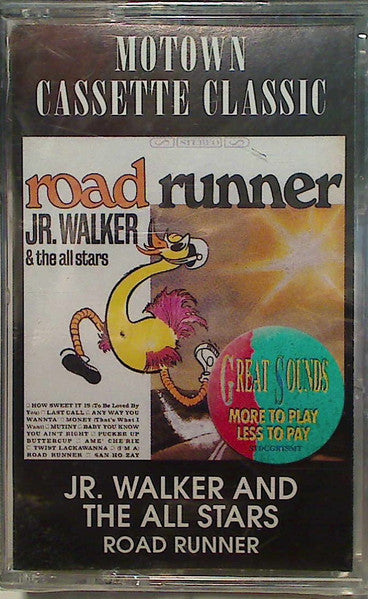 MOTOWN
CASSETTE CLASSIC
STEREO
road runner
JR. WALKER
& the all stars
HOW SWEET IT IS (To Be Loved By
You) LAST CALL ANY WAY YOU
WANNTA MONEY (That's What I
Want) MUTINY BABY YOU KNOW
YOU AIN'T RIGHT PUCKER UP
BUTTERCUP AME' CHERIE
TWIST LACKAWANNA (I'M A)
ROAD RUNNER SAN HO ZAY
GREAT SOUNDS
MORE TO PLAY
LESS TO PAY
JR. WALKER AND
THE ALL STARS
ROAD RUNNER